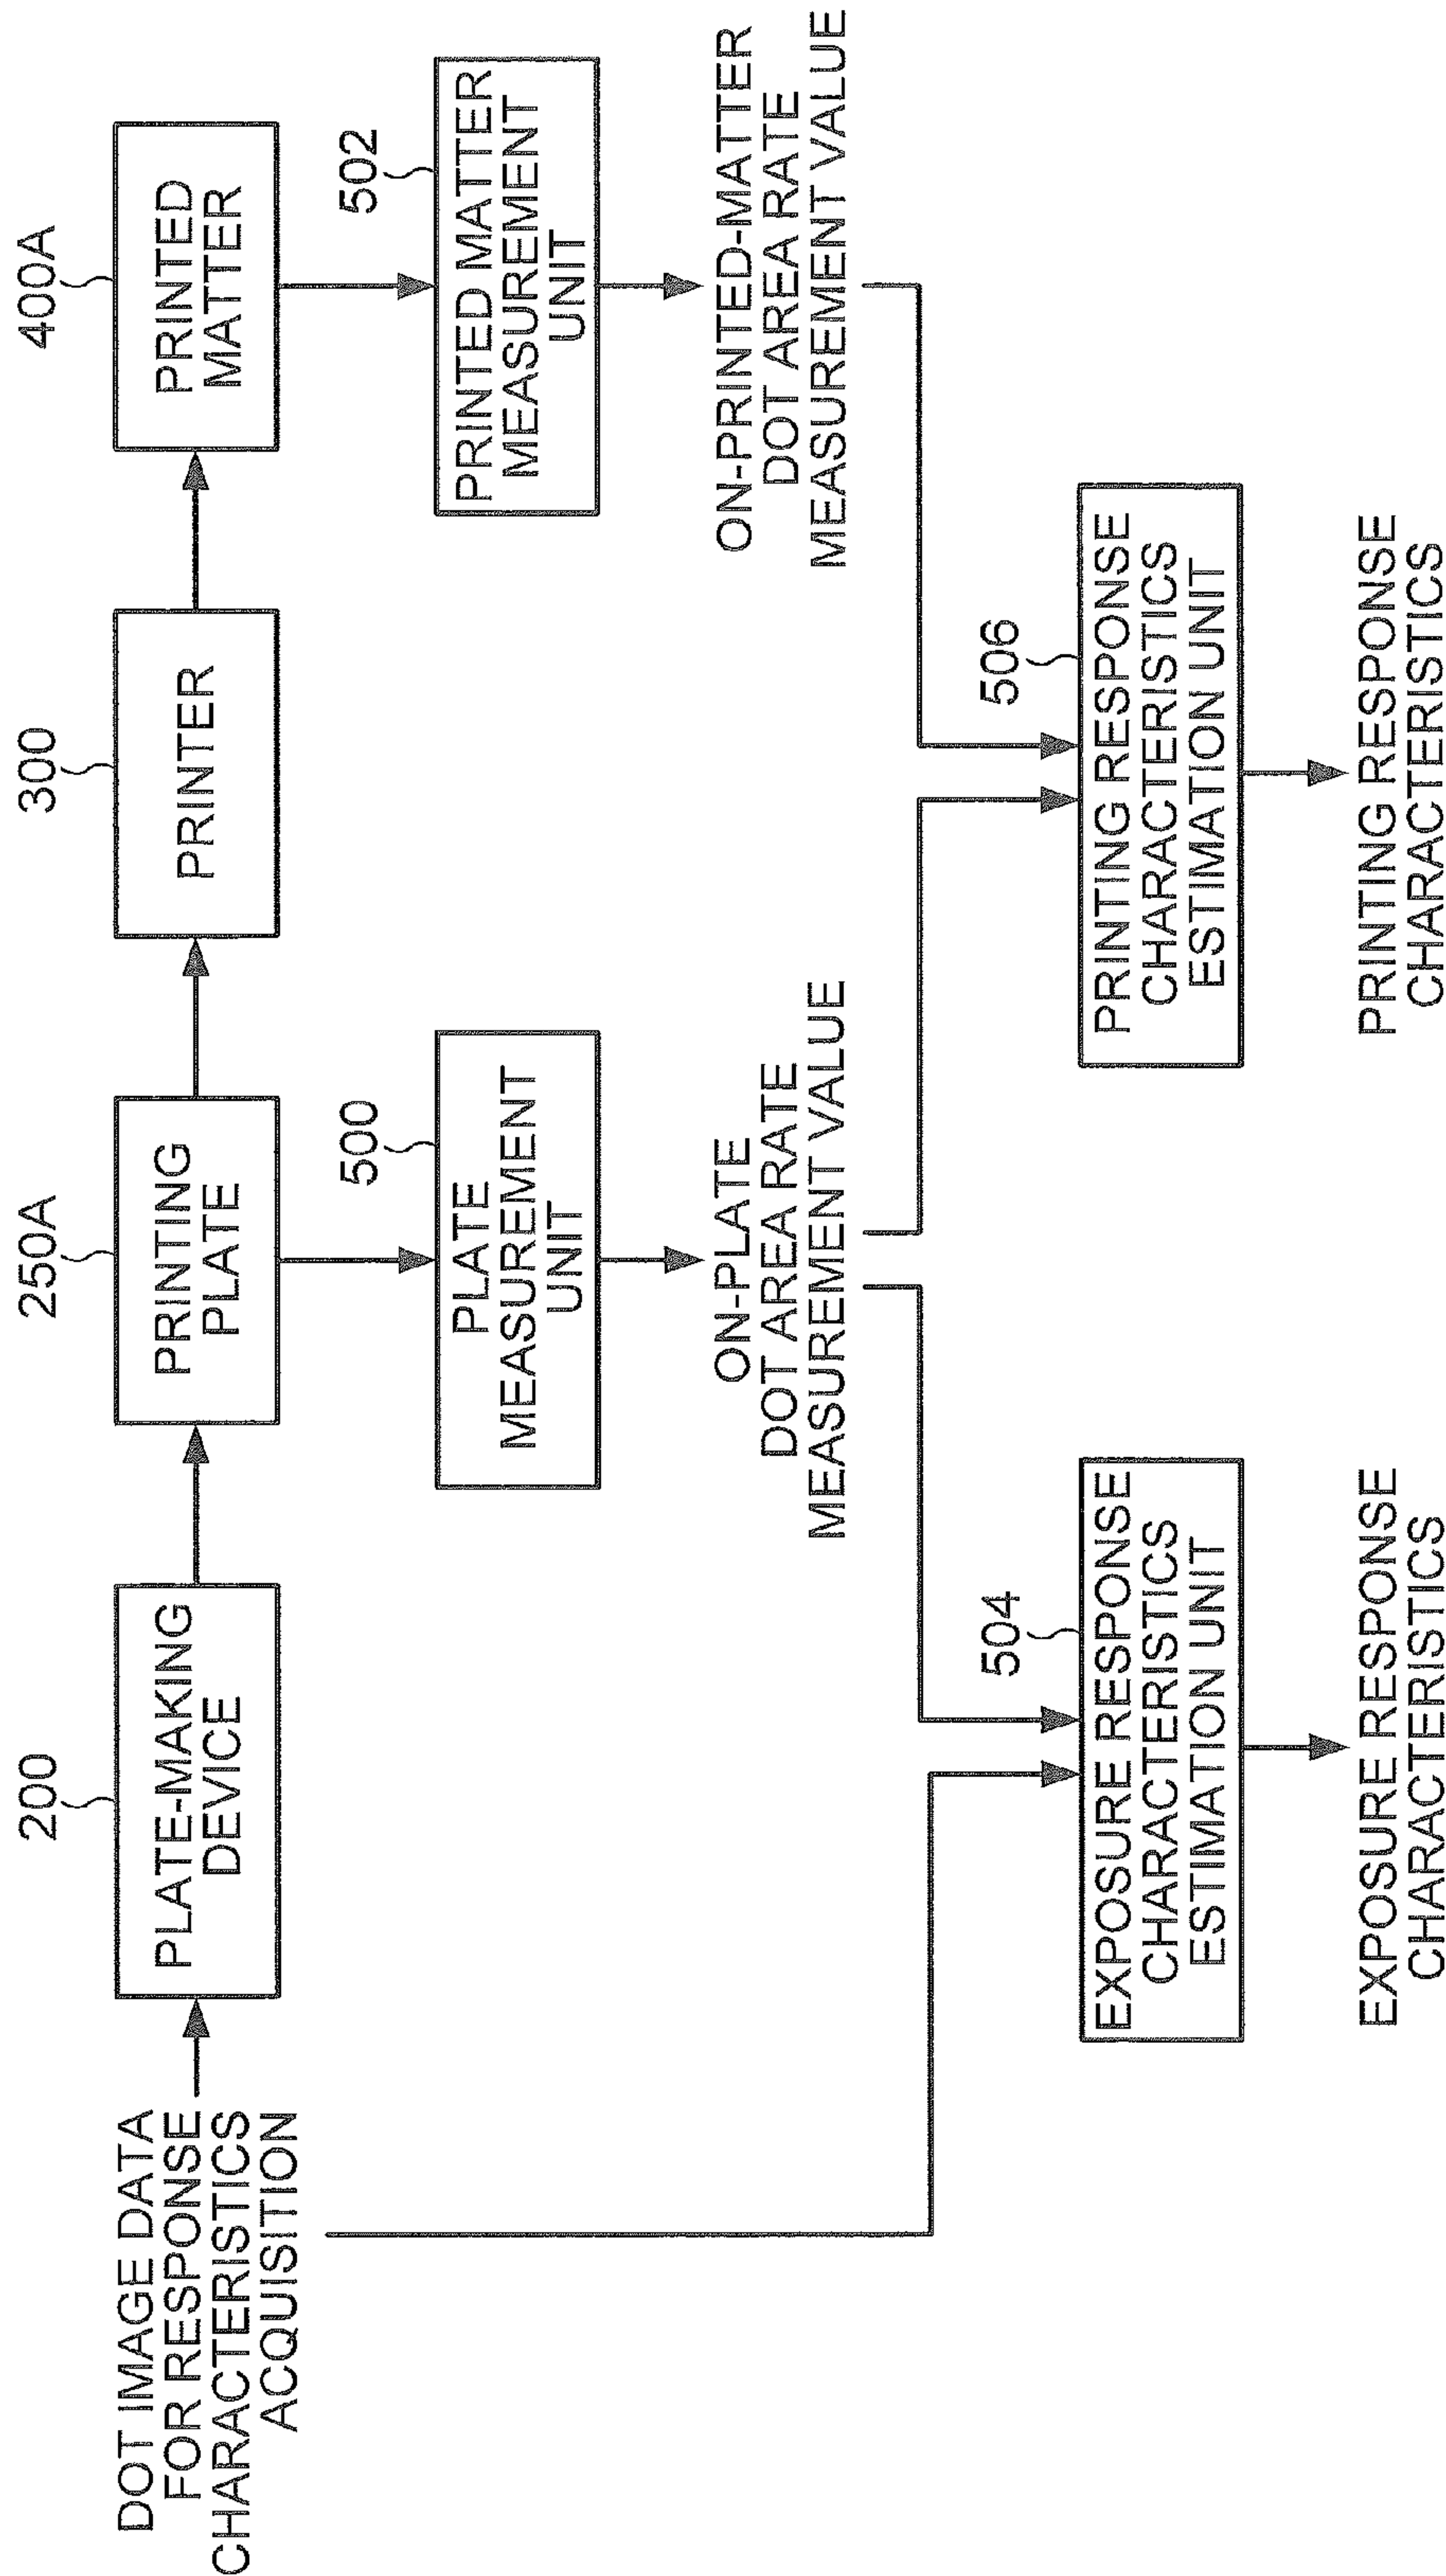 DOT IMAGE DATA
FOR RESPONSE
CHARACTERISTICS
ACQUISITION
200
PLATE-MAKING
DEVICE
250A
PRINTING
PLATE
300
PRINTER
400A
PRINTED
MATTER
500
PLATE
MEASUREMENT
UNIT
502
PRINTED MATTER
MEASUREMENT
UNIT
ON-PLATE
DOT AREA RATE
MEASUREMENT VALUE
ON-PRINTED-MATTER
DOT AREA RATE
MEASUREMENT VALUE
504
EXPOSURE RESPONSE
CHARACTERISTICS
ESTIMATION UNIT
506
PRINTING RESPONSE
CHARACTERISTICS
ESTIMATION UNIT
EXPOSURE RESPONSE
CHARACTERISTICS
PRINTING RESPONSE
CHARACTERISTICS